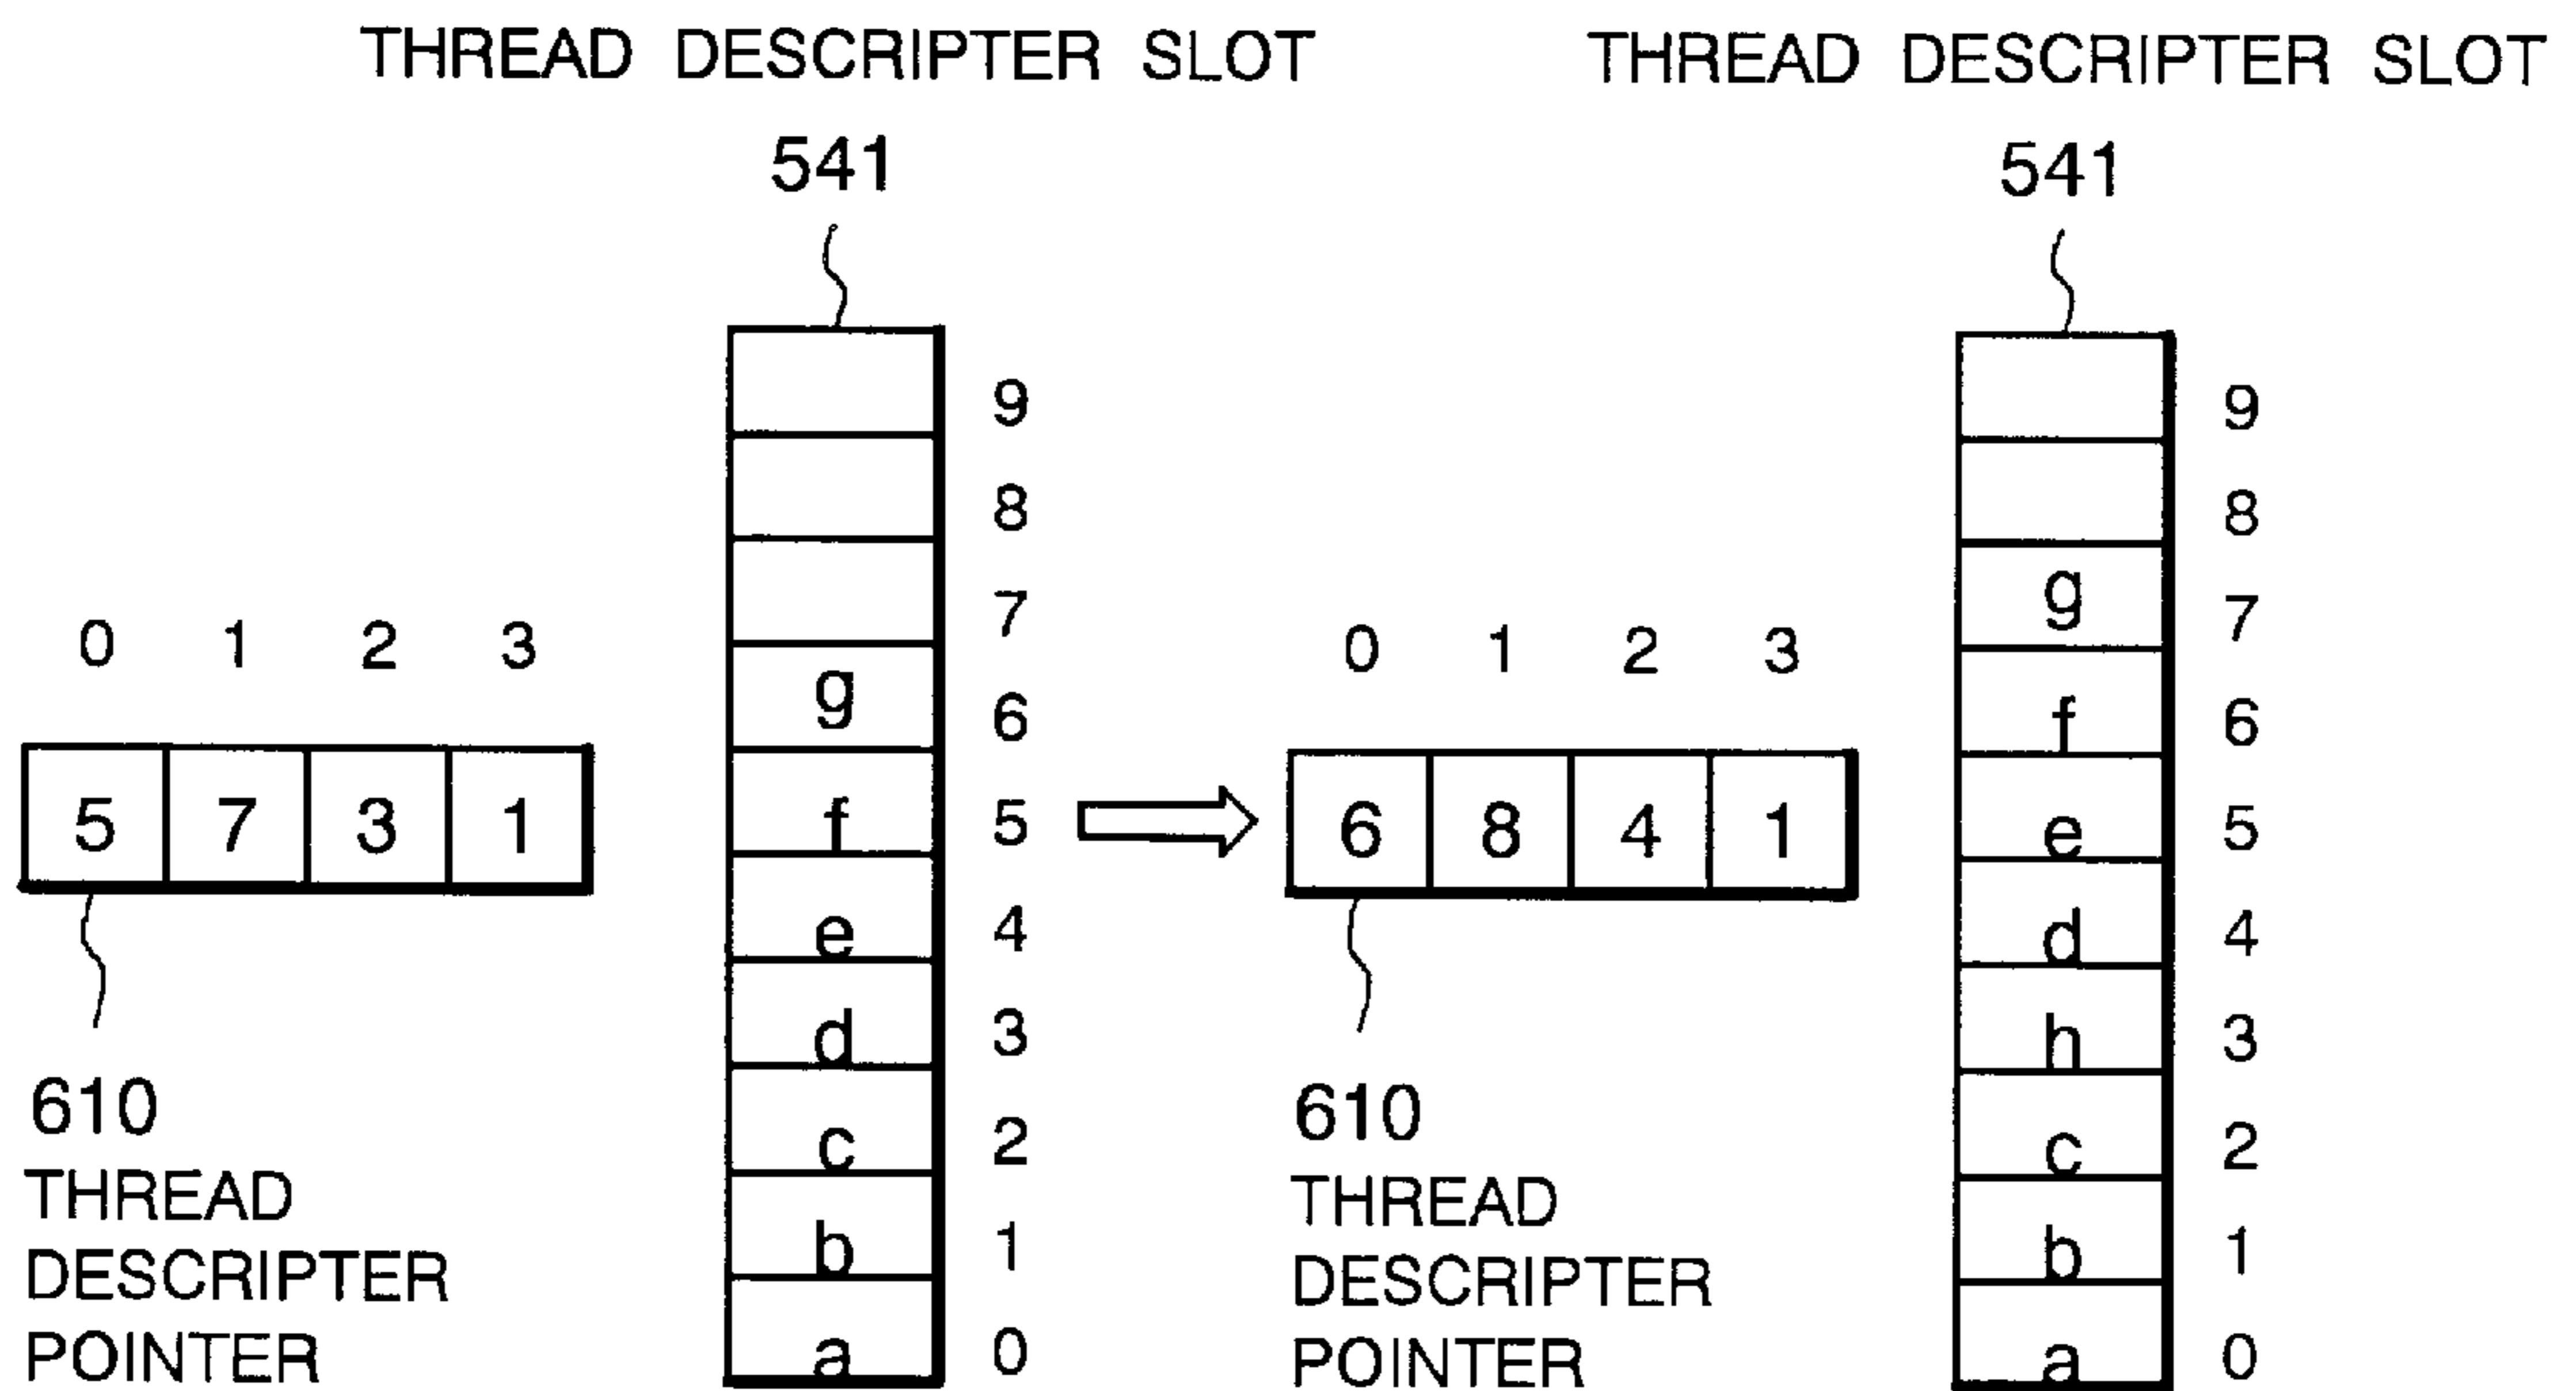 THREAD DESCRIPTER SLOT
541
9
8
7
g 6
f 5
e 4
d 3
c 2
b 1
a 0
0 1 2 3
5 7 3 1
610
THREAD
DESCRIPTER
POINTER
THREAD DESCRIPTER SLOT
541
9
8
g 7
f 6
e 5
d 4
h 3
c 2
b 1
a 0
0 1 2 3
6 8 4 1
610
THREAD
DESCRIPTER
POINTER